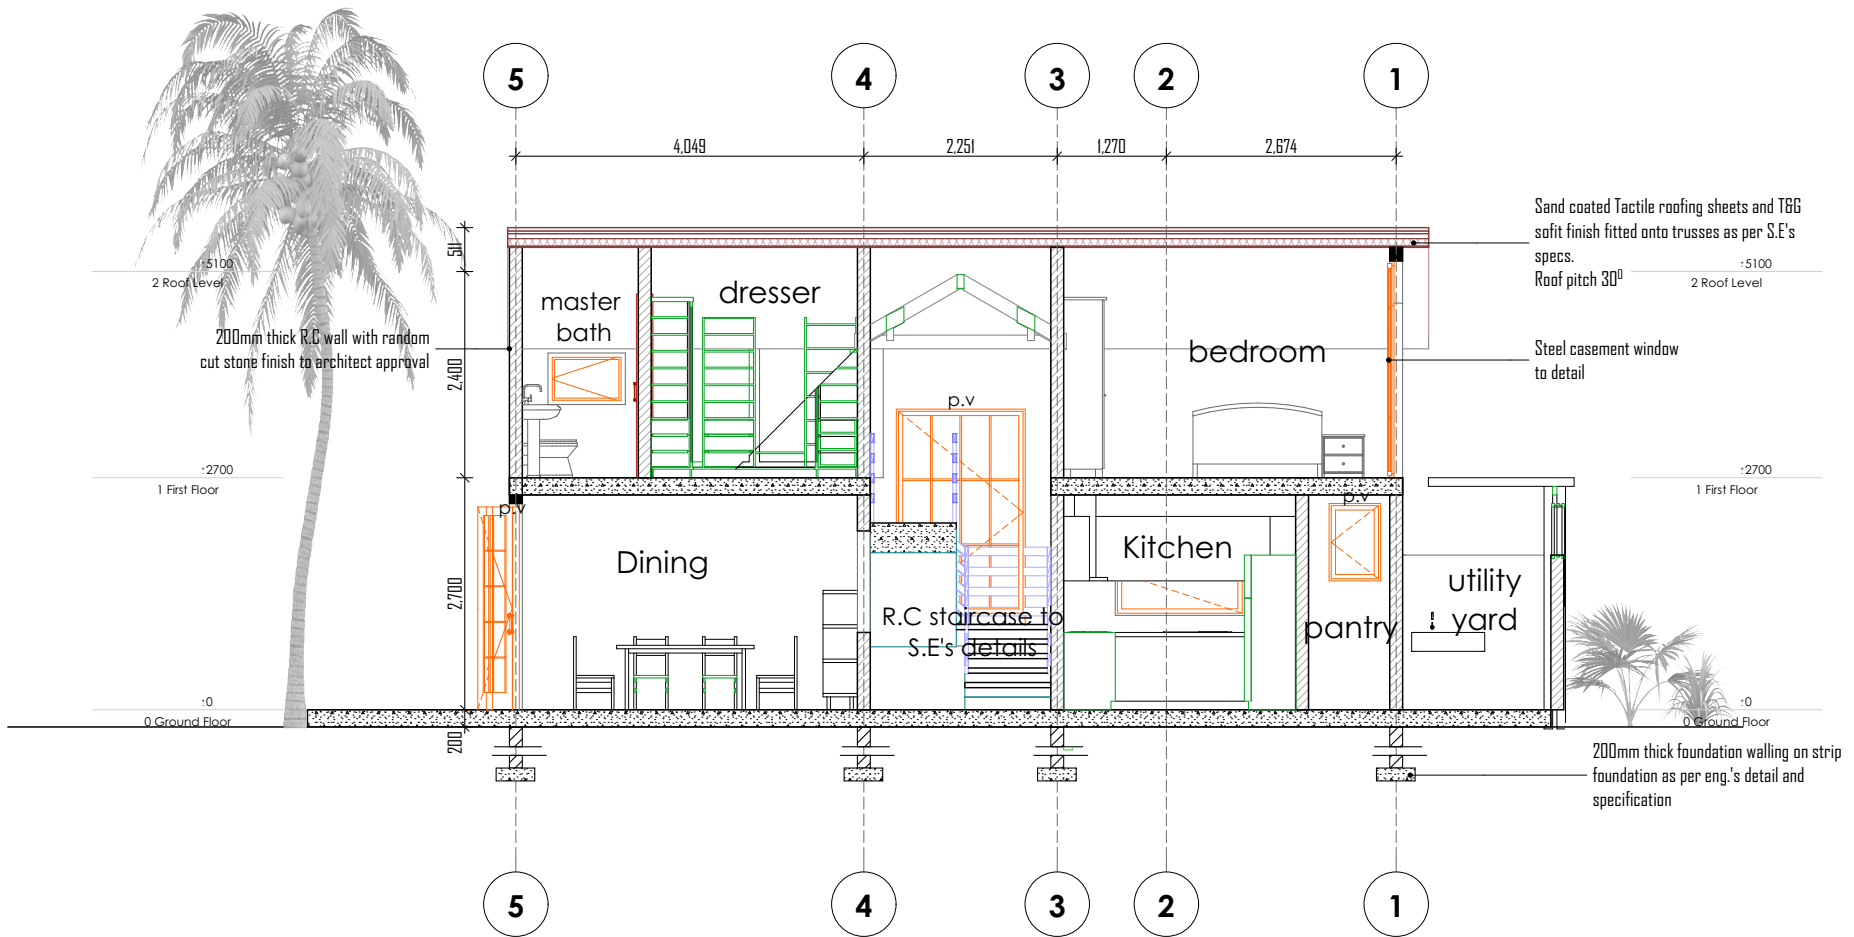 5
4
3
2
1
4,049
2,251
1,270
2,674
Sand coated Tactile roofing sheets and T&G
sofit finish fitted onto trusses as per S.E's
specs.
Roof pitch 30⁰
511
+5100
2 Roof Level
+5100
2 Roof Level
master
bath
dresser
200mm thick R.C wall with random
cut stone finish to architect approval
2,400
bedroom
Steel casement window
to detail
p.v
+2700
1 First Floor
+2700
1 First Floor
p.v
p.v
Dining
Kitchen
2,700
utility
yard
R.C staircase to
S.E's details
pantry
+0
0 Ground Floor
+0
0 Ground Floor
200
200mm thick foundation walling on strip
foundation as per eng.'s detail and
specification
5
4
3
2
1